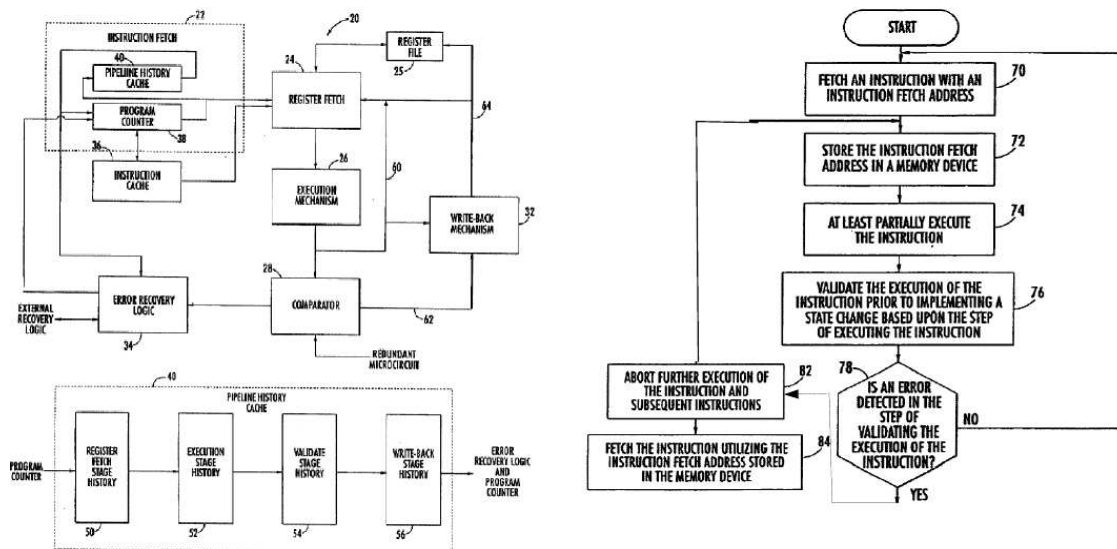 22
INSTRUCTION FETCH
40
PIPELINE HISTORY
CACHE
PROGRAM
COUNTER
38
36
INSTRUCTION
CACHE
20
REGISTER
FILE
25
24
REGISTER FETCH
64
26
EXECUTION
MECHANISM
60
WRITE-BACK
MECHANISM
32
28
COMPARATOR
62
ERROR RECOVERY
LOGIC
34
EXTERNAL
RECOVERY
LOGIC
REDUNDANT
MICROCIRCUIT
40
PIPELINE HISTORY
CACHE
PROGRAM
COUNTER
REGISTER
FETCH
STAGE
HISTORY
50
EXECUTION
STAGE
HISTORY
52
VALIDATE
STAGE
HISTORY
54
WRITE-BACK
STAGE
HISTORY
56
ERROR
RECOVERY LOGIC
AND
PROGRAM
COUNTER
START
FETCH AN INSTRUCTION WITH AN
INSTRUCTION FETCH ADDRESS
70
STORE THE INSTRUCTION FETCH
ADDRESS IN A MEMORY DEVICE
72
AT LEAST PARTIALLY EXECUTE
THE INSTRUCTION
74
VALIDATE THE EXECUTION OF THE
INSTRUCTION PRIOR TO IMPLEMENTING A
STATE CHANGE BASED UPON THE STEP
OF EXECUTING THE INSTRUCTION
76
78
IS AN ERROR
DETECTED IN THE
STEP OF
VALIDATING THE
EXECUTION OF THE
INSTRUCTION?
NO
YES
82
ABORT FURTHER EXECUTION OF
THE INSTRUCTION AND
SUBSEQUENT INSTRUCTIONS
84
FETCH THE INSTRUCTION UTILIZING THE
INSTRUCTION FETCH ADDRESS STORED
IN THE MEMORY DEVICE